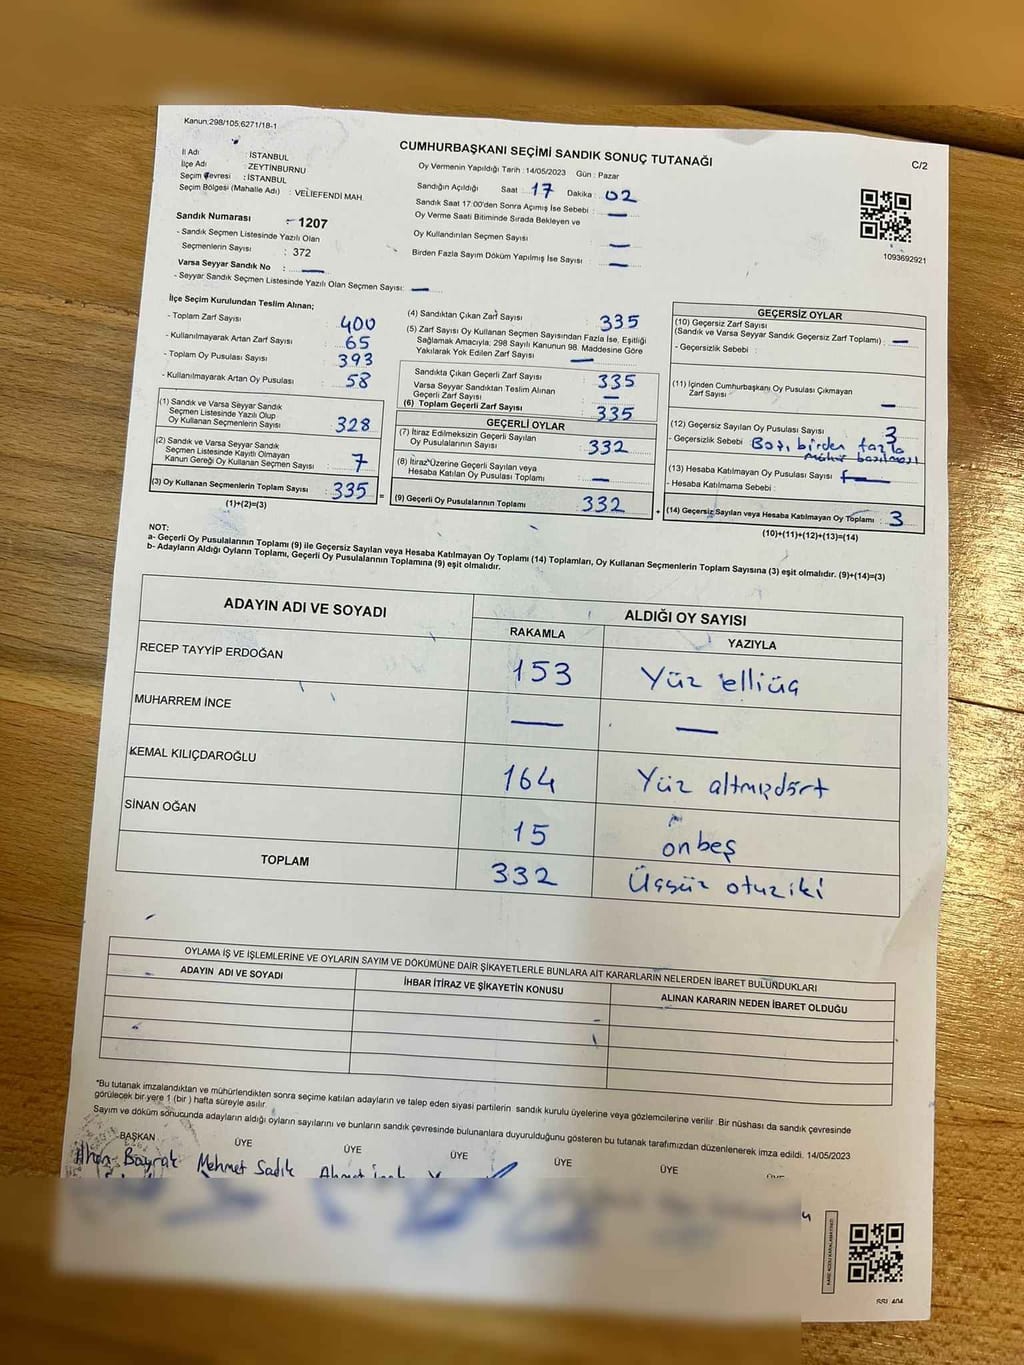 Kanun:298/105,6271/18-1
CUMHURBAŞKANI SEÇİMİ SANDIK SONUÇ TUTANAĞI
C/2
İl Adı : İSTANBUL
İlçe Adı : ZEYTİNBURNU
Seçim Çevresi : İSTANBUL
Seçim Bölgesi (Mahalle Adı) : VELİEFENDİ MAH.
Sandık Numarası : 1207
- Sandık Seçmen Listesinde Yazılı Olan
Seçmenlerin Sayısı : 372
Varsa Seyyar Sandık No : —
- Seyyar Sandık Seçmen Listesinde Yazılı Olan Seçmen Sayısı: —
Oy Vermenin Yapıldığı Tarih :14/05/2023 Gün : Pazar
Sandığın Açıldığı Saat : 17 Dakika : 02
Sandık Saat 17:00'den Sonra Açımış İse Sebebi : —
Oy Verme Saati Bitiminde Sırada Bekleyen ve
Oy Kullandırılan Seçmen Sayısı : —
Birden Fazla Sayım Döküm Yapılmış İse Sayısı : —
1093692921
İlçe Seçim Kurulundan Teslim Alınan;
- Toplam Zarf Sayısı : 400
- Kullanılmayarak Artan Zarf Sayısı : 65
- Toplam Oy Pusulası Sayısı : 393
- Kullanılmayarak Artan Oy Pusulası : 58
(1) Sandık ve Varsa Seyyar Sandık
Seçmen Listesinde Yazılı Olup
Oy Kullanan Seçmenlerin Sayısı : 328
(2) Sandık ve Varsa Seyyar Sandık
Seçmen Listesinde Kayıtlı Olmayan
Kanun Gereği Oy Kullanan Seçmen Sayısı : 7
(3) Oy Kullanan Seçmenlerin Toplam Sayısı : 335
(1)+(2)=(3)
(4) Sandıktan Çıkan Zarf Sayısı : 335
(5) Zarf Sayısı Oy Kullanan Seçmen Sayısından Fazla İse, Eşitliği
Sağlamak Amacıyla; 298 Sayılı Kanunun 98. Maddesine Göre
Yakılarak Yok Edilen Zarf Sayısı : —
Sandıkta Çıkan Geçerli Zarf Sayısı : 335
Varsa Seyyar Sandıktan Teslim Alınan
Geçerli Zarf Sayısı : —
(6) Toplam Geçerli Zarf Sayısı : 335
GEÇERLİ OYLAR
(7) İtiraz Edilmeksizin Geçerli Sayılan
Oy Pusulalarının Sayısı : 332
(8) İtiraz Üzerine Geçerli Sayılan veya
Hesaba Katılan Oy Pusulası Toplamı : —
(9) Geçerli Oy Pusulalarının Toplamı : 332
GEÇERSİZ OYLAR
(10) Geçersiz Zarf Sayısı
(Sandık ve Varsa Seyyar Sandık Geçersiz Zarf Toplamı) : —
- Geçersizlik Sebebi :
(11) İçinden Cumhurbaşkanı Oy Pusulası Çıkmayan
Zarf Sayısı : —
(12) Geçersiz Sayılan Oy Pusulası Sayısı : 3
- Geçersizlik Sebebi : Boş, birden fazla
mühür basılması
(13) Hesaba Katılmayan Oy Pusulası Sayısı : —
- Hesaba Katılmama Sebebi :
(14) Geçersiz Sayılan veya Hesaba Katılmayan Oy Toplamı : 3
(10)+(11)+(12)+(13)=(14)
NOT:
a- Geçerli Oy Pusulalarının Toplamı (9) ile Geçersiz Sayılan veya Hesaba Katılmayan Oy Toplamı (14) Toplamları, Oy Kullanan Seçmenlerin Toplam Sayısına (3) eşit olmalıdır. (9)+(14)=(3)
b- Adayların Aldığı Oyların Toplamı, Geçerli Oy Pusulalarının Toplamına (9) eşit olmalıdır.
ADAYIN ADI VE SOYADI
ALDIĞI OY SAYISI
RAKAMLA YAZIYLA
RECEP TAYYİP ERDOĞAN 153 Yüz elliüç
MUHARREM İNCE — —
KEMAL KILIÇDAROĞLU 164 Yüz altmışdört
SİNAN OĞAN 15 onbeş
TOPLAM 332 Üçyüz otuziki
OYLAMA İŞ VE İŞLEMLERİNE VE OYLARIN SAYIM VE DÖKÜMÜNE DAİR ŞİKAYETLERLE BUNLARA AİT KARARLARIN NELERDEN İBARET BULUNDUKLARI
ADAYIN ADI VE SOYADI İHBAR İTİRAZ VE ŞİKAYETİN KONUSU ALINAN KARARIN NEDEN İBARET OLDUĞU
*Bu tutanak imzalandıktan ve mühürlendikten sonra seçime katılan adayların ve talep eden siyasi partilerin sandık kurulu üyelerine veya gözlemcilerine verilir. Bir nüshası da sandık çevresinde
görülecek bir yere 1 (bir) hafta süreyle asılır.
Sayım ve döküm sonucunda adayların aldığı oyların sayılarını ve bunların sandık çevresinde bulunanlara duyurulduğunu gösteren bu tutanak tarafımızdan düzenlenerek imza edildi. 14/05/2023
BAŞKAN ÜYE ÜYE ÜYE ÜYE ÜYE ÜYE
İlhan Bayrak Mehmet Sadık Ahmet